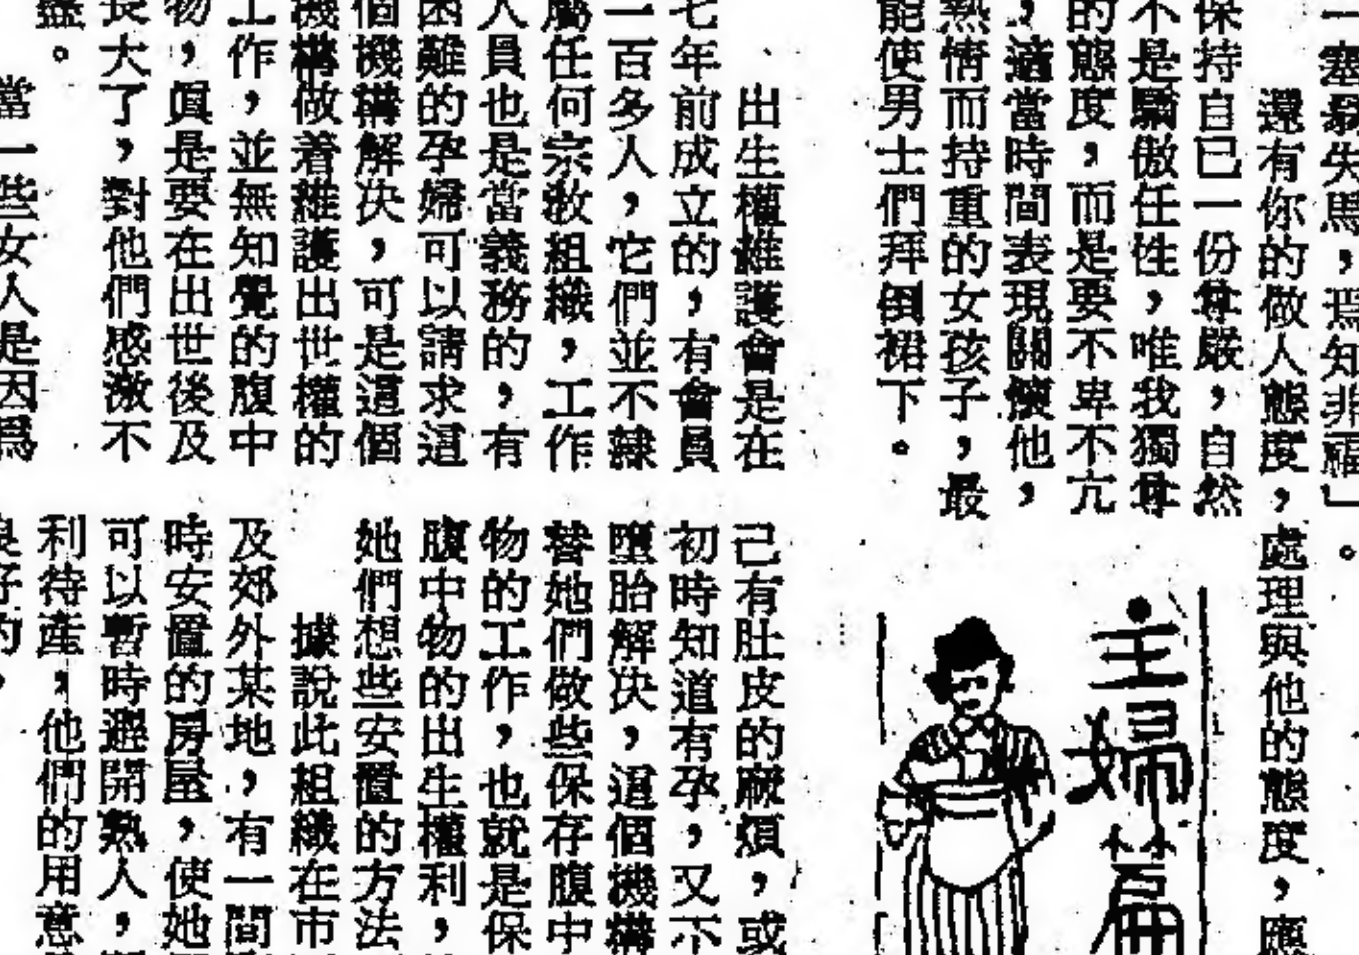 一塞翁失馬，焉知非福」。
還有你的做人態度，處理與他的態度，應
保持自己一份尊嚴，自然
不是驕傲任性，唯我獨尊
的態度，而是要不卑不亢
，適當時間表現關懷他，
熱情而持重的女孩子，最
能使男士們拜倒裙下。
主婦篇
出生權維護會是在
七年前成立的，有會員
一百多人，它們並不隸
屬任何宗教組織，工作
人員也是當義務的，有
困難的孕婦可以請求這
個機構解決，可是這個
機構做着維護出世權的
工作，並無知覺的腹中
物，眞是要在出世後及
長大了，對他們感激不
盡。
當一些女人是因爲
己有肚皮的麻煩，或
初時知道有孕，又不
墮胎解決，這個機構
替她們做些保存腹中
物的工作，也就是保
腹中物的出生權利，
她們想些安置的方法
據說此組織在市
及郊外某地，有一間
時安置的房屋，使她
可以暫時避開熟人，
利待產，他們的用意
良好的，